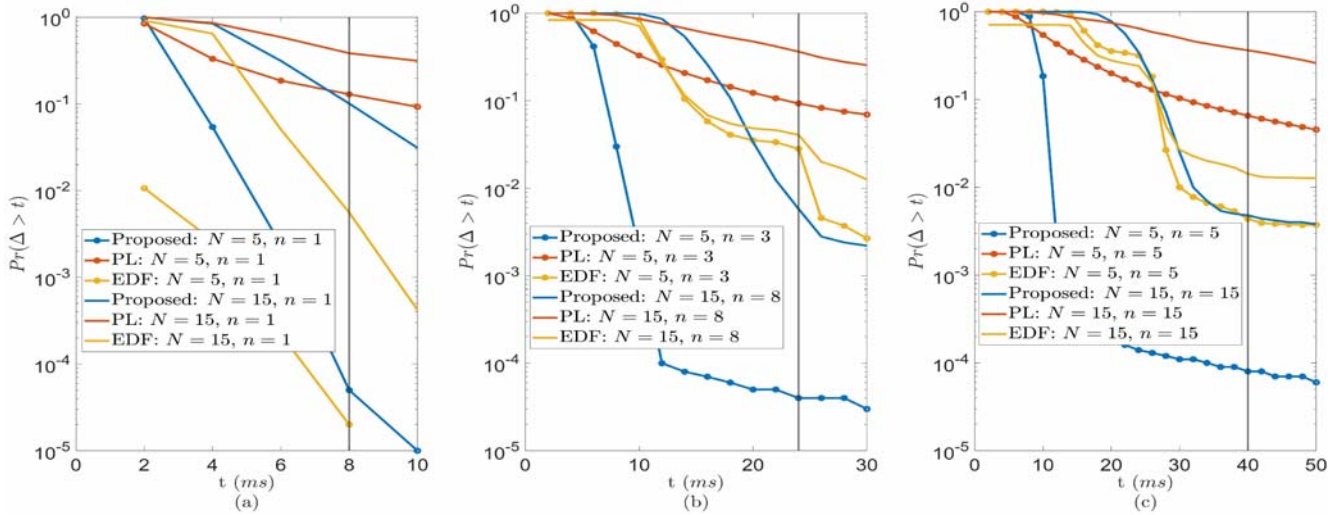 10^0
10^-1
10^-2
10^-3
10^-4
10^-5
Pr(Δ > t)
Proposed: N = 5, n = 1
PL: N = 5, n = 1
EDF: N = 5, n = 1
Proposed: N = 15, n = 1
PL: N = 15, n = 1
EDF: N = 15, n = 1
0 2 4 6 8 10
t (ms)
(a)
10^0
10^-1
10^-2
10^-3
10^-4
10^-5
Pr(Δ > t)
Proposed: N = 5, n = 3
PL: N = 5, n = 3
EDF: N = 5, n = 3
Proposed: N = 15, n = 8
PL: N = 15, n = 8
EDF: N = 15, n = 8
0 10 20 30
t (ms)
(b)
10^0
10^-1
10^-2
10^-3
10^-4
10^-5
Pr(Δ > t)
Proposed: N = 5, n = 5
PL: N = 5, n = 5
EDF: N = 5, n = 5
Proposed: N = 15, n = 15
PL: N = 15, n = 15
EDF: N = 15, n = 15
0 10 20 30 40 50
t (ms)
(c)